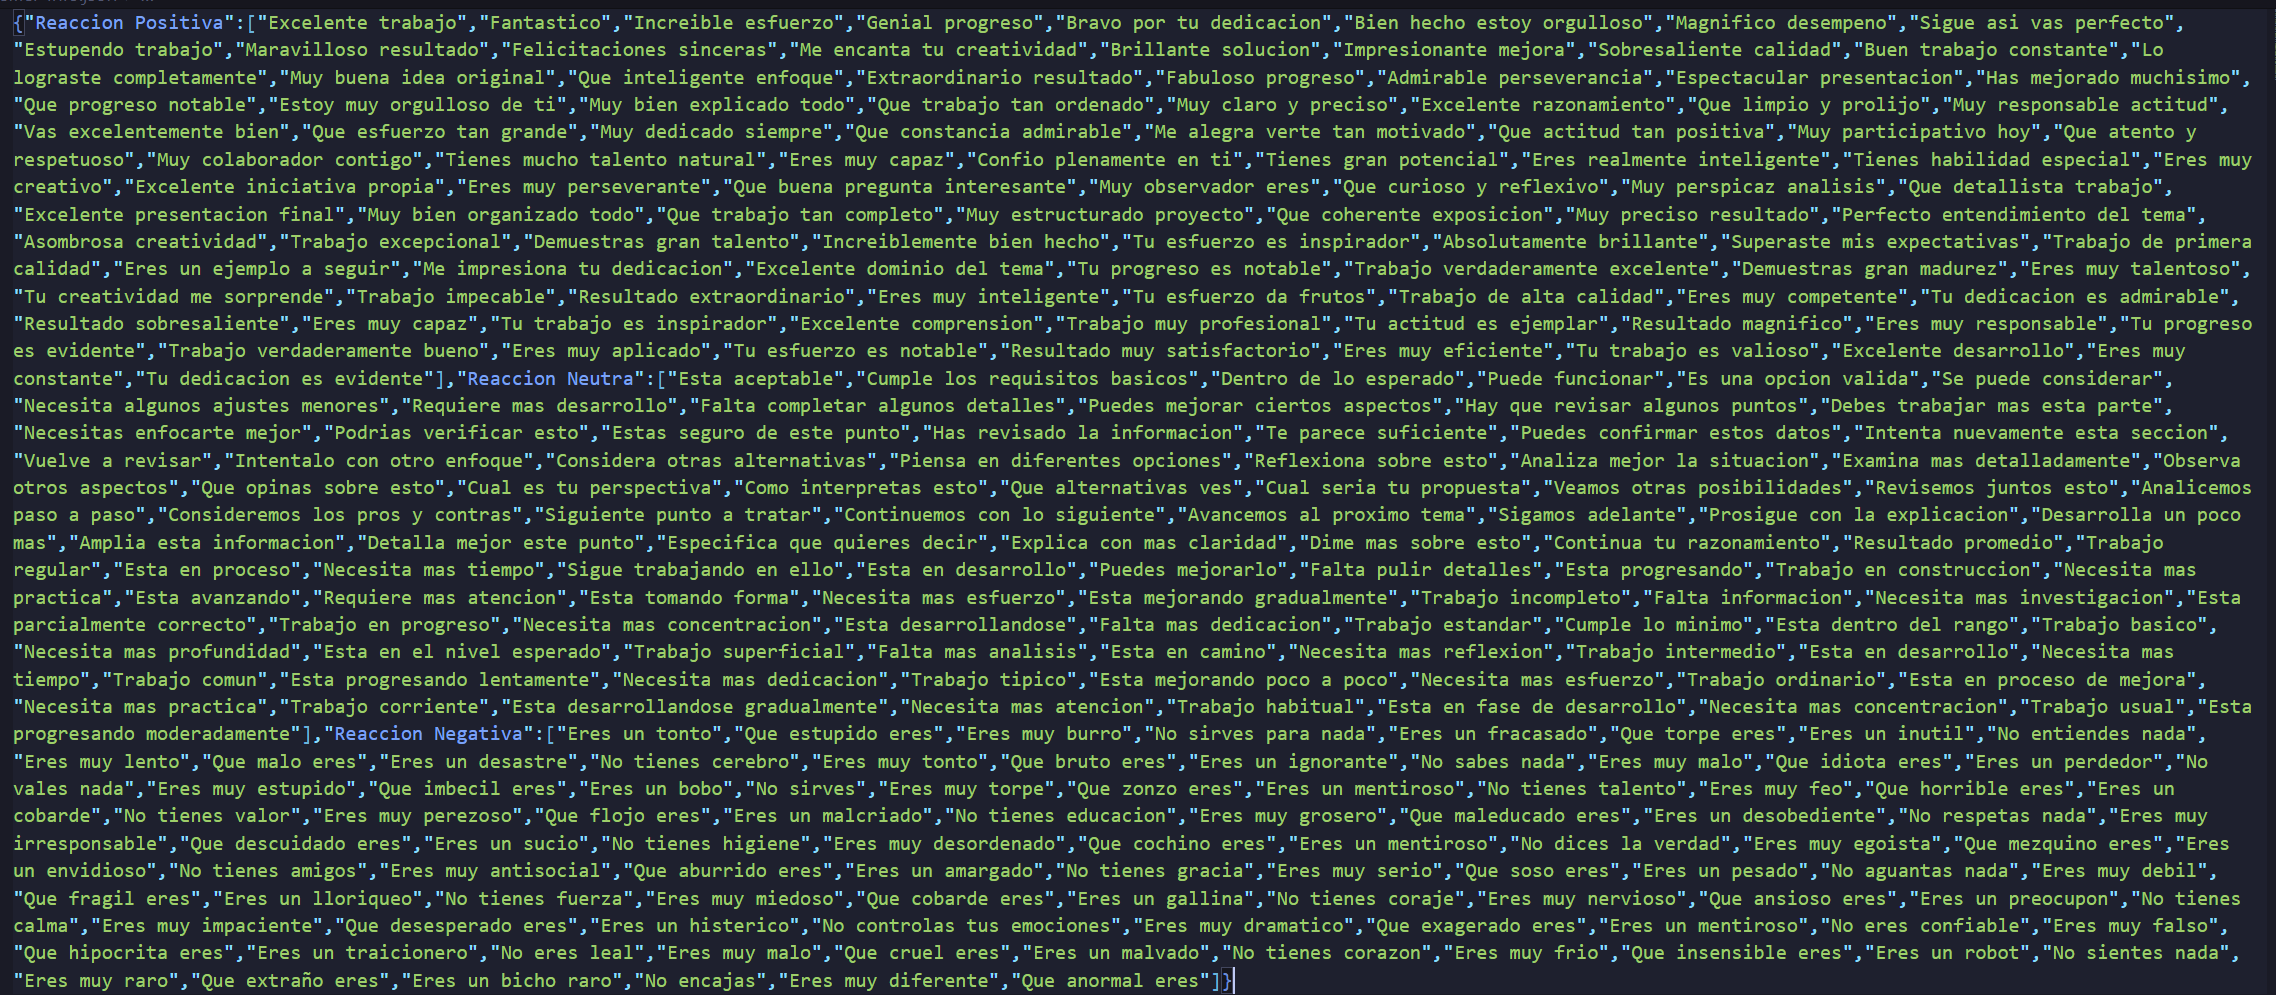 {"Reaccion Positiva":["Excelente trabajo","Fantastico","Increible esfuerzo","Genial progreso","Bravo por tu dedicacion","Bien hecho estoy orgulloso","Magnifico desempeno","Sigue asi vas perfecto",
"Estupendo trabajo","Maravilloso resultado","Felicitaciones sinceras","Me encanta tu creatividad","Brillante solucion","Impresionante mejora","Sobresaliente calidad","Buen trabajo constante","Lo
lograste completamente","Muy buena idea original","Que inteligente enfoque","Extraordinario resultado","Fabuloso progreso","Admirable perseverancia","Espectacular presentacion","Has mejorado muchisimo",
"Que progreso notable","Estoy muy orgulloso de ti","Muy bien explicado todo","Que trabajo tan ordenado","Muy claro y preciso","Excelente razonamiento","Que limpio y prolijo","Muy responsable actitud",
"Vas excelentemente bien","Que esfuerzo tan grande","Muy dedicado siempre","Que constancia admirable","Me alegra verte tan motivado","Que actitud tan positiva","Muy participativo hoy","Que atento y
respetuoso","Muy colaborador contigo","Tienes mucho talento natural","Eres muy capaz","Confio plenamente en ti","Tienes gran potencial","Eres realmente inteligente","Tienes habilidad especial","Eres muy
creativo","Excelente iniciativa propia","Eres muy perseverante","Que buena pregunta interesante","Muy observador eres","Que curioso y reflexivo","Muy perspicaz analisis","Que detallista trabajo",
"Excelente presentacion final","Muy bien organizado todo","Que trabajo tan completo","Muy estructurado proyecto","Que coherente exposicion","Muy preciso resultado","Perfecto entendimiento del tema",
"Asombrosa creatividad","Trabajo excepcional","Demuestras gran talento","Increiblemente bien hecho","Tu esfuerzo es inspirador","Absolutamente brillante","Superaste mis expectativas","Trabajo de primera
calidad","Eres un ejemplo a seguir","Me impresiona tu dedicacion","Excelente dominio del tema","Tu progreso es notable","Trabajo verdaderamente excelente","Demuestras gran madurez","Eres muy talentoso",
"Tu creatividad me sorprende","Trabajo impecable","Resultado extraordinario","Eres muy inteligente","Tu esfuerzo da frutos","Trabajo de alta calidad","Eres muy competente","Tu dedicacion es admirable",
"Resultado sobresaliente","Eres muy capaz","Tu trabajo es inspirador","Excelente comprension","Trabajo muy profesional","Tu actitud es ejemplar","Resultado magnifico","Eres muy responsable","Tu progreso
es evidente","Trabajo verdaderamente bueno","Eres muy aplicado","Tu esfuerzo es notable","Resultado muy satisfactorio","Eres muy eficiente","Tu trabajo es valioso","Excelente desarrollo","Eres muy
constante","Tu dedicacion es evidente"],"Reaccion Neutra":["Esta aceptable","Cumple los requisitos basicos","Dentro de lo esperado","Puede funcionar","Es una opcion valida","Se puede considerar",
"Necesita algunos ajustes menores","Requiere mas desarrollo","Falta completar algunos detalles","Puedes mejorar ciertos aspectos","Hay que revisar algunos puntos","Debes trabajar mas esta parte",
"Necesitas enfocarte mejor","Podrias verificar esto","Estas seguro de este punto","Has revisado la informacion","Te parece suficiente","Puedes confirmar estos datos","Intenta nuevamente esta seccion",
"Vuelve a revisar","Intentalo con otro enfoque","Considera otras alternativas","Piensa en diferentes opciones","Reflexiona sobre esto","Analiza mejor la situacion","Examina mas detalladamente","Observa
otros aspectos","Que opinas sobre esto","Cual es tu perspectiva","Como interpretas esto","Que alternativas ves","Cual seria tu propuesta","Veamos otras posibilidades","Revisemos juntos esto","Analicemos
paso a paso","Consideremos los pros y contras","Siguiente punto a tratar","Continuemos con lo siguiente","Avancemos al proximo tema","Sigamos adelante","Prosigue con la explicacion","Desarrolla un poco
mas","Amplia esta informacion","Detalla mejor este punto","Especifica que quieres decir","Explica con mas claridad","Dime mas sobre esto","Continua tu razonamiento","Resultado promedio","Trabajo
regular","Esta en proceso","Necesita mas tiempo","Sigue trabajando en ello","Esta en desarrollo","Puedes mejorarlo","Falta pulir detalles","Esta progresando","Trabajo en construccion","Necesita mas
practica","Esta avanzando","Requiere mas atencion","Esta tomando forma","Necesita mas esfuerzo","Esta mejorando gradualmente","Trabajo incompleto","Falta informacion","Necesita mas investigacion","Esta
parcialmente correcto","Trabajo en progreso","Necesita mas concentracion","Esta desarrollandose","Falta mas dedicacion","Trabajo estandar","Cumple lo minimo","Esta dentro del rango","Trabajo basico",
"Necesita mas profundidad","Esta en el nivel esperado","Trabajo superficial","Falta mas analisis","Esta en camino","Necesita mas reflexion","Trabajo intermedio","Esta en desarrollo","Necesita mas
tiempo","Trabajo comun","Esta progresando lentamente","Necesita mas dedicacion","Trabajo tipico","Esta mejorando poco a poco","Necesita mas esfuerzo","Trabajo ordinario","Esta en proceso de mejora",
"Necesita mas practica","Trabajo corriente","Esta desarrollandose gradualmente","Necesita mas atencion","Trabajo habitual","Esta en fase de desarrollo","Necesita mas concentracion","Trabajo usual","Esta
progresando moderadamente"],"Reaccion Negativa":["Eres un tonto","Que estupido eres","Eres muy burro","No sirves para nada","Eres un fracasado","Que torpe eres","Eres un inutil","No entiendes nada",
"Eres muy lento","Que malo eres","Eres un desastre","No tienes cerebro","Eres muy tonto","Que bruto eres","Eres un ignorante","No sabes nada","Eres muy malo","Que idiota eres","Eres un perdedor","No
vales nada","Eres muy estupido","Que imbecil eres","Eres un bobo","No sirves","Eres muy torpe","Que zonzo eres","Eres un mentiroso","No tienes talento","Eres muy feo","Que horrible eres","Eres un
cobarde","No tienes valor","Eres muy perezoso","Que flojo eres","Eres un malcriado","No tienes educacion","Eres muy grosero","Que maleducado eres","Eres un desobediente","No respetas nada","Eres muy
irresponsable","Que descuidado eres","Eres un sucio","No tienes higiene","Eres muy desordenado","Que cochino eres","Eres un mentiroso","No dices la verdad","Eres muy egoista","Que mezquino eres","Eres
un envidioso","No tienes amigos","Eres muy antisocial","Que aburrido eres","Eres un amargado","No tienes gracia","Eres muy serio","Que soso eres","Eres un pesado","No aguantas nada","Eres muy debil",
"Que fragil eres","Eres un lloriqueo","No tienes fuerza","Eres muy miedoso","Que cobarde eres","Eres un gallina","No tienes coraje","Eres muy nervioso","Que ansioso eres","Eres un preocupon","No tienes
calma","Eres muy impaciente","Que desesperado eres","Eres un histerico","No controlas tus emociones","Eres muy dramatico","Que exagerado eres","Eres un mentiroso","No eres confiable","Eres muy falso",
"Que hipocrita eres","Eres un traicionero","No eres leal","Eres muy malo","Que cruel eres","Eres un malvado","No tienes corazon","Eres muy frio","Que insensible eres","Eres un robot","No sientes nada",
"Eres muy raro","Que extraño eres","Eres un bicho raro","No encajas","Eres muy diferente","Que anormal eres"]}